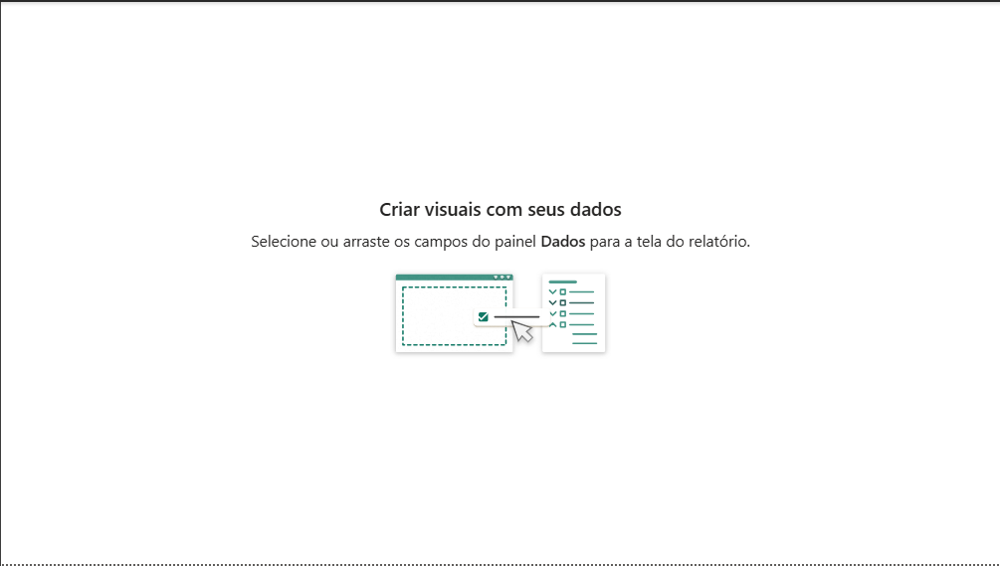 Criar visuais com seus dados
Selecione ou arraste os campos do painel Dados para a tela do relatório.